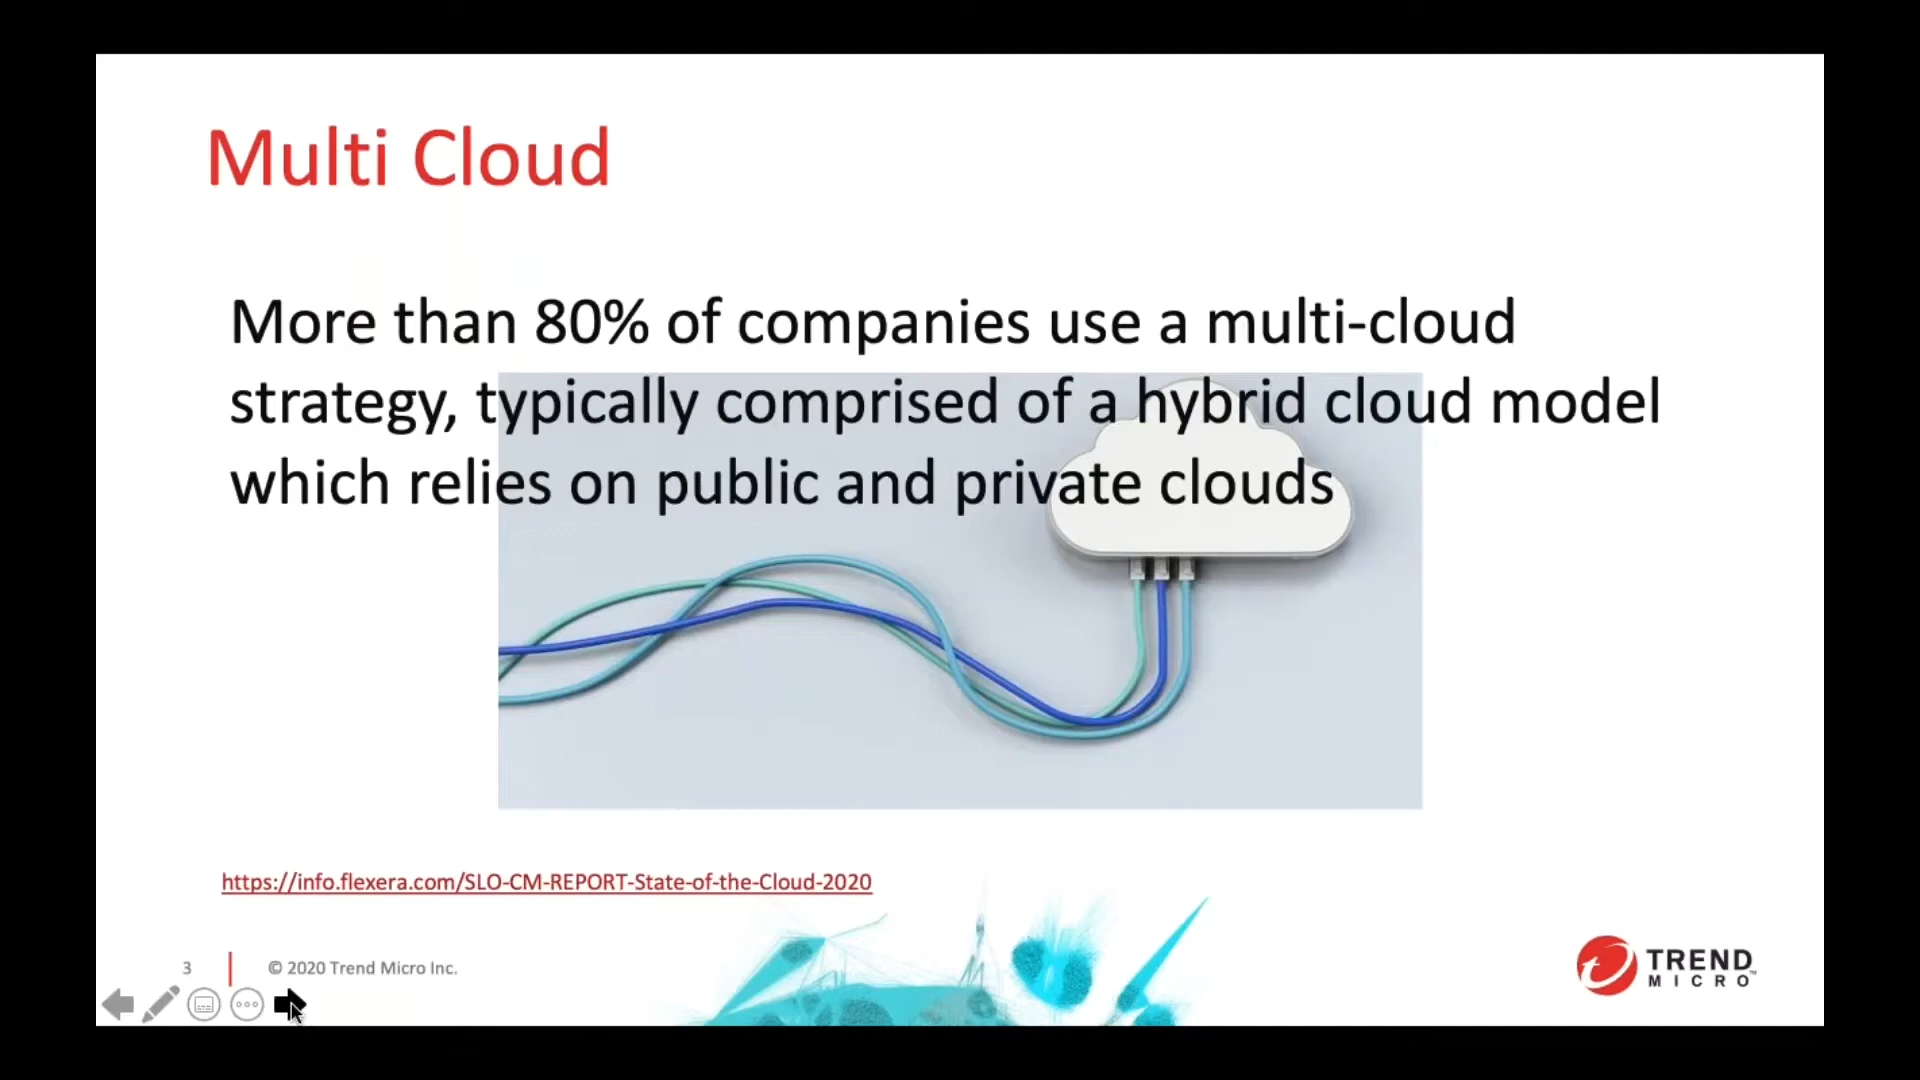 Multi Cloud
More than 80% of companies use a multi-cloud
strategy, typically comprised of a hybrid cloud model
which relies on public and private clouds
https://info.flexera.com/SLO-CM-REPORT-State-of-the-Cloud-2020
3
© 2020 Trend Micro Inc.
TREND
MICRO™